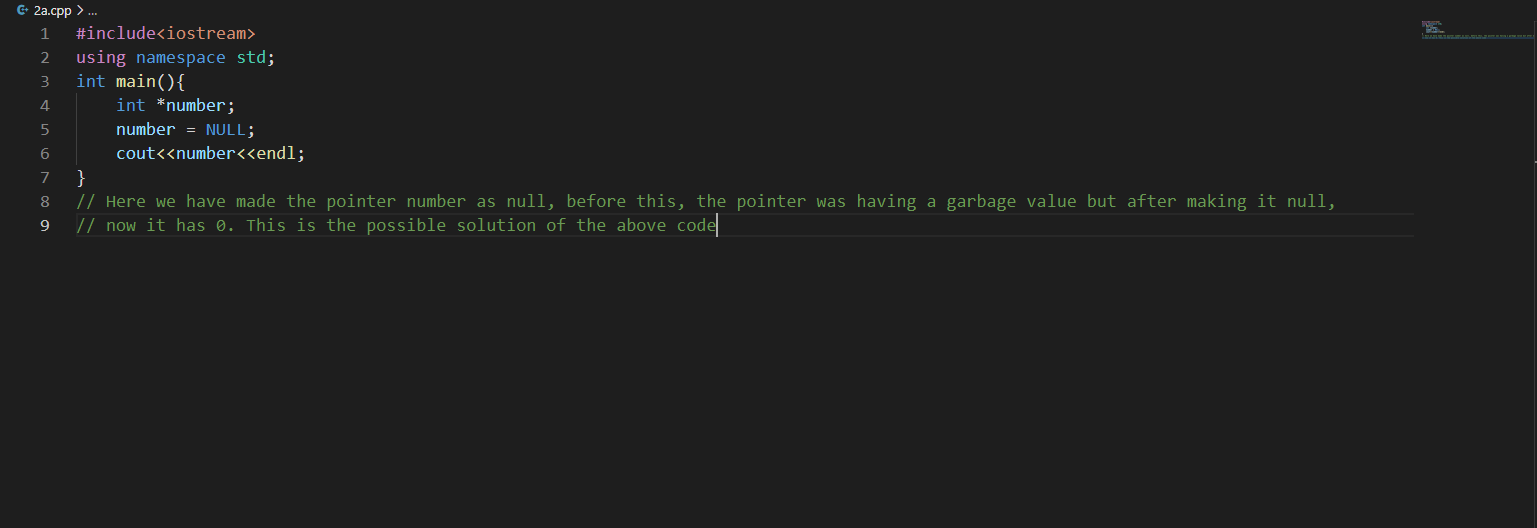 2a.cpp > ...
1 #include<iostream>
2 using namespace std;
3 int main(){
4     int *number;
5     number = NULL;
6     cout<<number<<endl;
7 }
8 // Here we have made the pointer number as null, before this, the pointer was having a garbage value but after making it null,
9 // now it has 0. This is the possible solution of the above code